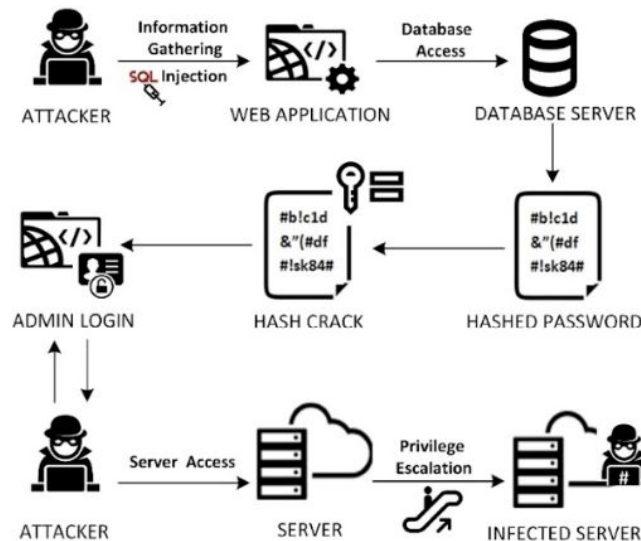 Information
Gathering
SQL Injection
Database
Access
</>
ATTACKER
WEB APPLICATION
DATABASE SERVER
</>
#b!c1d
&"(#df
#!sk84#
#b!c1d
&"(#df
#!sk84#
ADMIN LOGIN
HASH CRACK
HASHED PASSWORD
Server Access
Privilege
Escalation
#
ATTACKER
SERVER
INFECTED SERVER